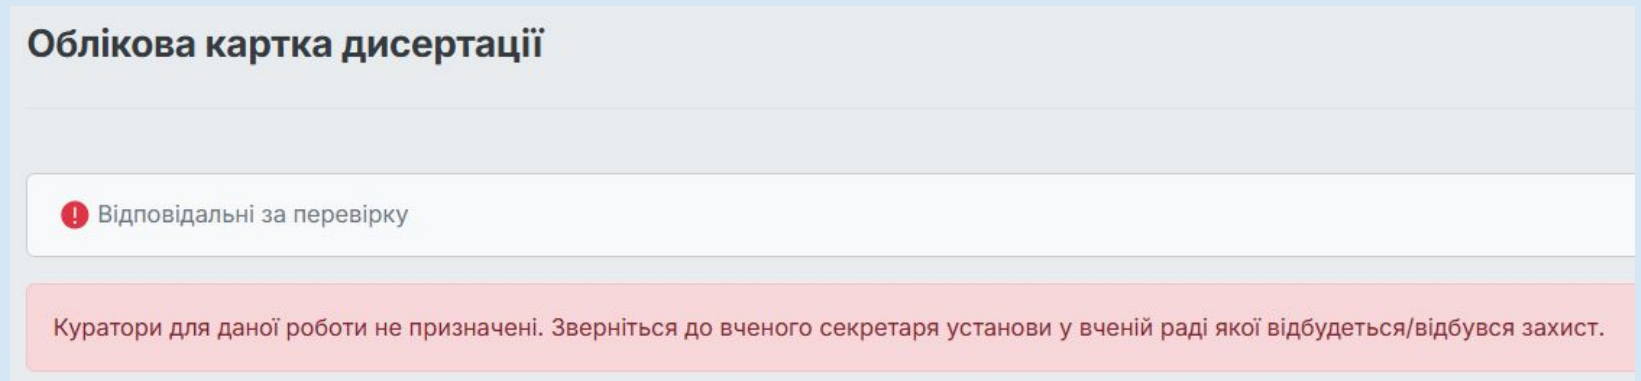 Облікова картка дисертації
Відповідальні за перевірку
Куратори для даної роботи не призначені. Зверніться до вченого секретаря установи у вченій раді якої відбудеться/відбувся захист.